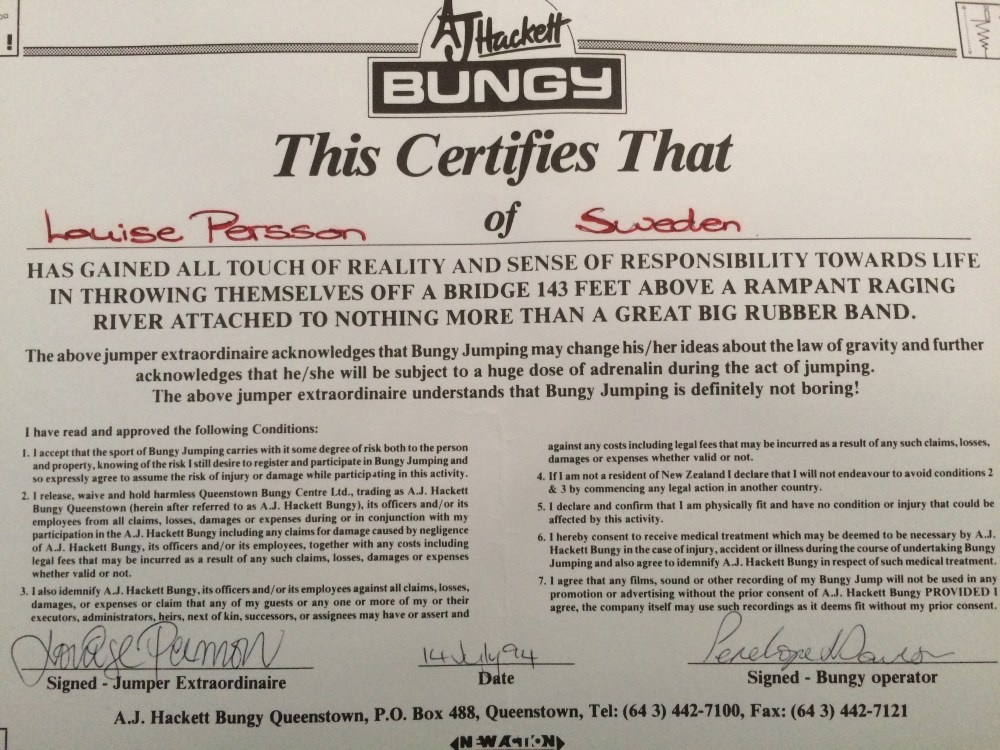 AJ Hackett
BUNGY
This Certifies That
Louise Persson of Sweden
HAS GAINED ALL TOUCH OF REALITY AND SENSE OF RESPONSIBILITY TOWARDS LIFE
IN THROWING THEMSELVES OFF A BRIDGE 143 FEET ABOVE A RAMPANT RAGING
RIVER ATTACHED TO NOTHING MORE THAN A GREAT BIG RUBBER BAND.
The above jumper extraordinaire acknowledges that Bungy Jumping may change his/her ideas about the law of gravity and further
acknowledges that he/she will be subject to a huge dose of adrenalin during the act of jumping.
The above jumper extraordinaire understands that Bungy Jumping is definitely not boring!
I have read and approved the following Conditions:
1. I accept that the sport of Bungy Jumping carries with it some degree of risk both to the person
and property, knowing of the risk I still desire to register and participate in Bungy Jumping and
so expressly agree to assume the risk of injury or damage while participating in this activity.
2. I release, waive and hold harmless Queenstown Bungy Centre Ltd., trading as A.J. Hackett
Bungy Queenstown (herein after referred to as A.J. Hackett Bungy), its officers and/or its
employees from all claims, losses, damages or expenses during or in conjunction with my
participation in the A.J. Hackett Bungy including any claims for damage caused by negligence
of A.J. Hackett Bungy, its officers and/or its employees, together with any costs including
legal fees that may be incurred as a result of any such claims, losses, damages or expenses
whether valid or not.
3. I also idemnify A.J. Hackett Bungy, its officers and/or its employees against all claims, losses,
damages, or expenses or claim that any of my guests or any one or more of my or their
executors, administrators, heirs, next of kin, successors, or assignees may have or assert and
against any costs including legal fees that may be incurred as a result of any such claims, losses,
damages or expenses whether valid or not.
4. If I am not a resident of New Zealand I declare that I will not endeavour to avoid conditions 2
& 3 by commencing any legal action in another country.
5. I declare and confirm that I am physically fit and have no condition or injury that could be
affected by this activity.
6. I hereby consent to receive medical treatment which may be deemed to be necessary by A.J.
Hackett Bungy in the case of injury, accident or illness during the course of undertaking Bungy
Jumping and also agree to idemnify A.J. Hackett Bungy in respect of such medical treatment.
7. I agree that any films, sound or other recording of my Bungy Jump will not be used in any
promotion or advertising without the prior consent of A.J. Hackett Bungy PROVIDED I
agree, the company itself may use such recordings as it deems fit without my prior consent.
Louise Persson
14 July 94
Penelope
Signed - Jumper Extraordinaire
Date
Signed - Bungy operator
A.J. Hackett Bungy Queenstown, P.O. Box 488, Queenstown, Tel: (64 3) 442-7100, Fax: (64 3) 442-7121